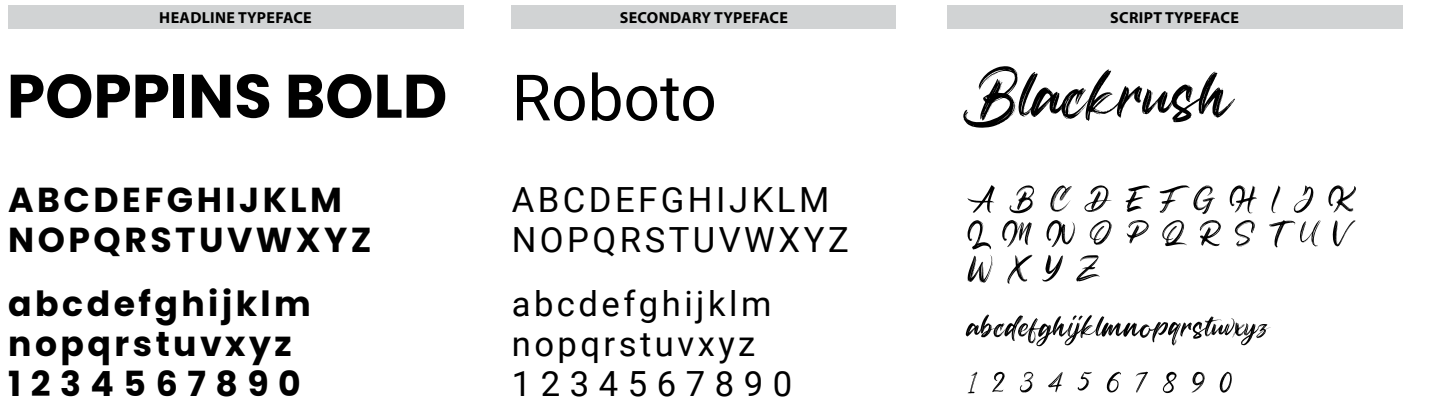 HEADLINE TYPEFACE
POPPINS BOLD
ABCDEFGHIJKLM
NOPQRSTUVWXYZ
abcdefghijklm
nopqrstuvxyz
1 2 3 4 5 6 7 8 9 0
SECONDARY TYPEFACE
Roboto
ABCDEFGHIJKLM
NOPQRSTUVWXYZ
abcdefghijklm
nopqrstuvxyz
1 2 3 4 5 6 7 8 9 0
SCRIPT TYPEFACE
Blackrush
A B C D E F G H I J K
L M N O P Q R S T U V
W X Y Z
abcdefghijklmnopqrstuvwxyz
1 2 3 4 5 6 7 8 9 0